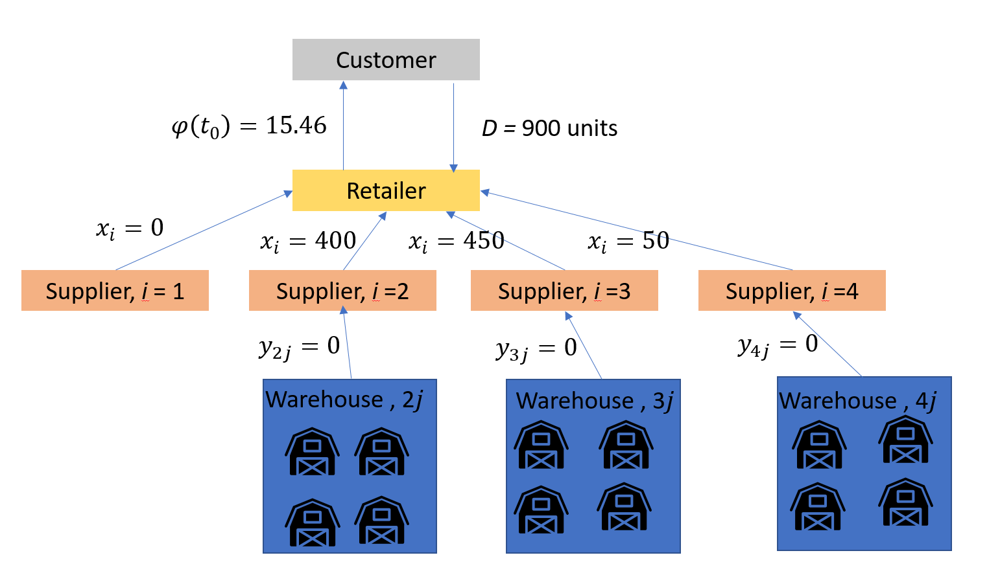 Customer
φ(t₀) = 15.46
D = 900 units
Retailer
xᵢ = 0
xᵢ = 400
xᵢ = 450
xᵢ = 50
Supplier, i = 1
Supplier, i =2
Supplier, i =3
Supplier, i =4
y₂ⱼ = 0
y₃ⱼ = 0
y₄ⱼ = 0
Warehouse , 2j
Warehouse , 3j
Warehouse , 4j